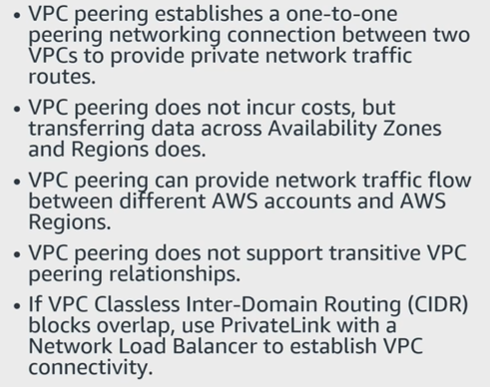 • VPC peering establishes a one-to-one
peering networking connection between two
VPCs to provide private network traffic
routes.
• VPC peering does not incur costs, but
transferring data across Availability Zones
and Regions does.
• VPC peering can provide network traffic flow
between different AWS accounts and AWS
Regions.
• VPC peering does not support transitive VPC
peering relationships.
• If VPC Classless Inter-Domain Routing (CIDR)
blocks overlap, use PrivateLink with a
Network Load Balancer to establish VPC
connectivity.